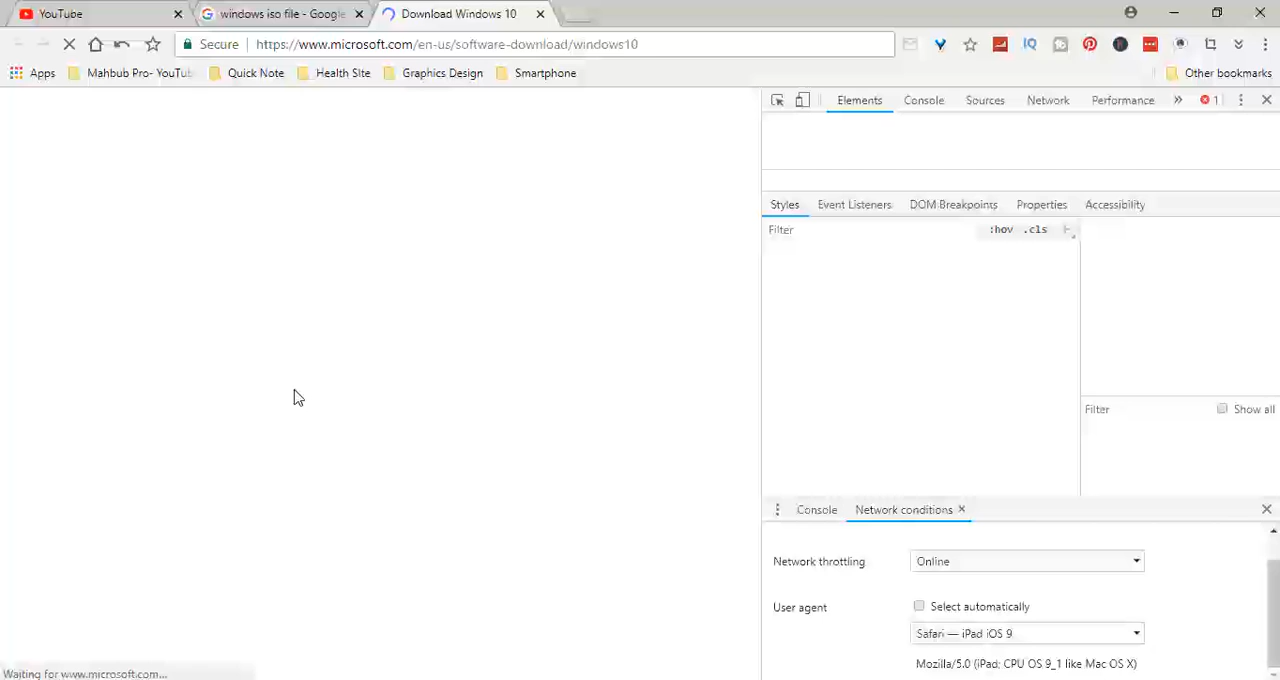 YouTube
windows iso file - Google
Download Windows 10
Secure
https://www.microsoft.com/en-us/software-download/windows10
IQ
Apps
Mahbub Pro- YouTub
Quick Note
Health Site
Graphics Design
Smartphone
Other bookmarks
Elements
Console
Sources
Network
Performance
»
1
Styles
Event Listeners
DOM Breakpoints
Properties
Accessibility
Filter
:hov .cls
Filter
Show all
Console
Network conditions
Network throttling
Online
User agent
Select automatically
Safari — iPad iOS 9
Mozilla/5.0 (iPad; CPU OS 9_1 like Mac OS X)
Waiting for www.microsoft.com...